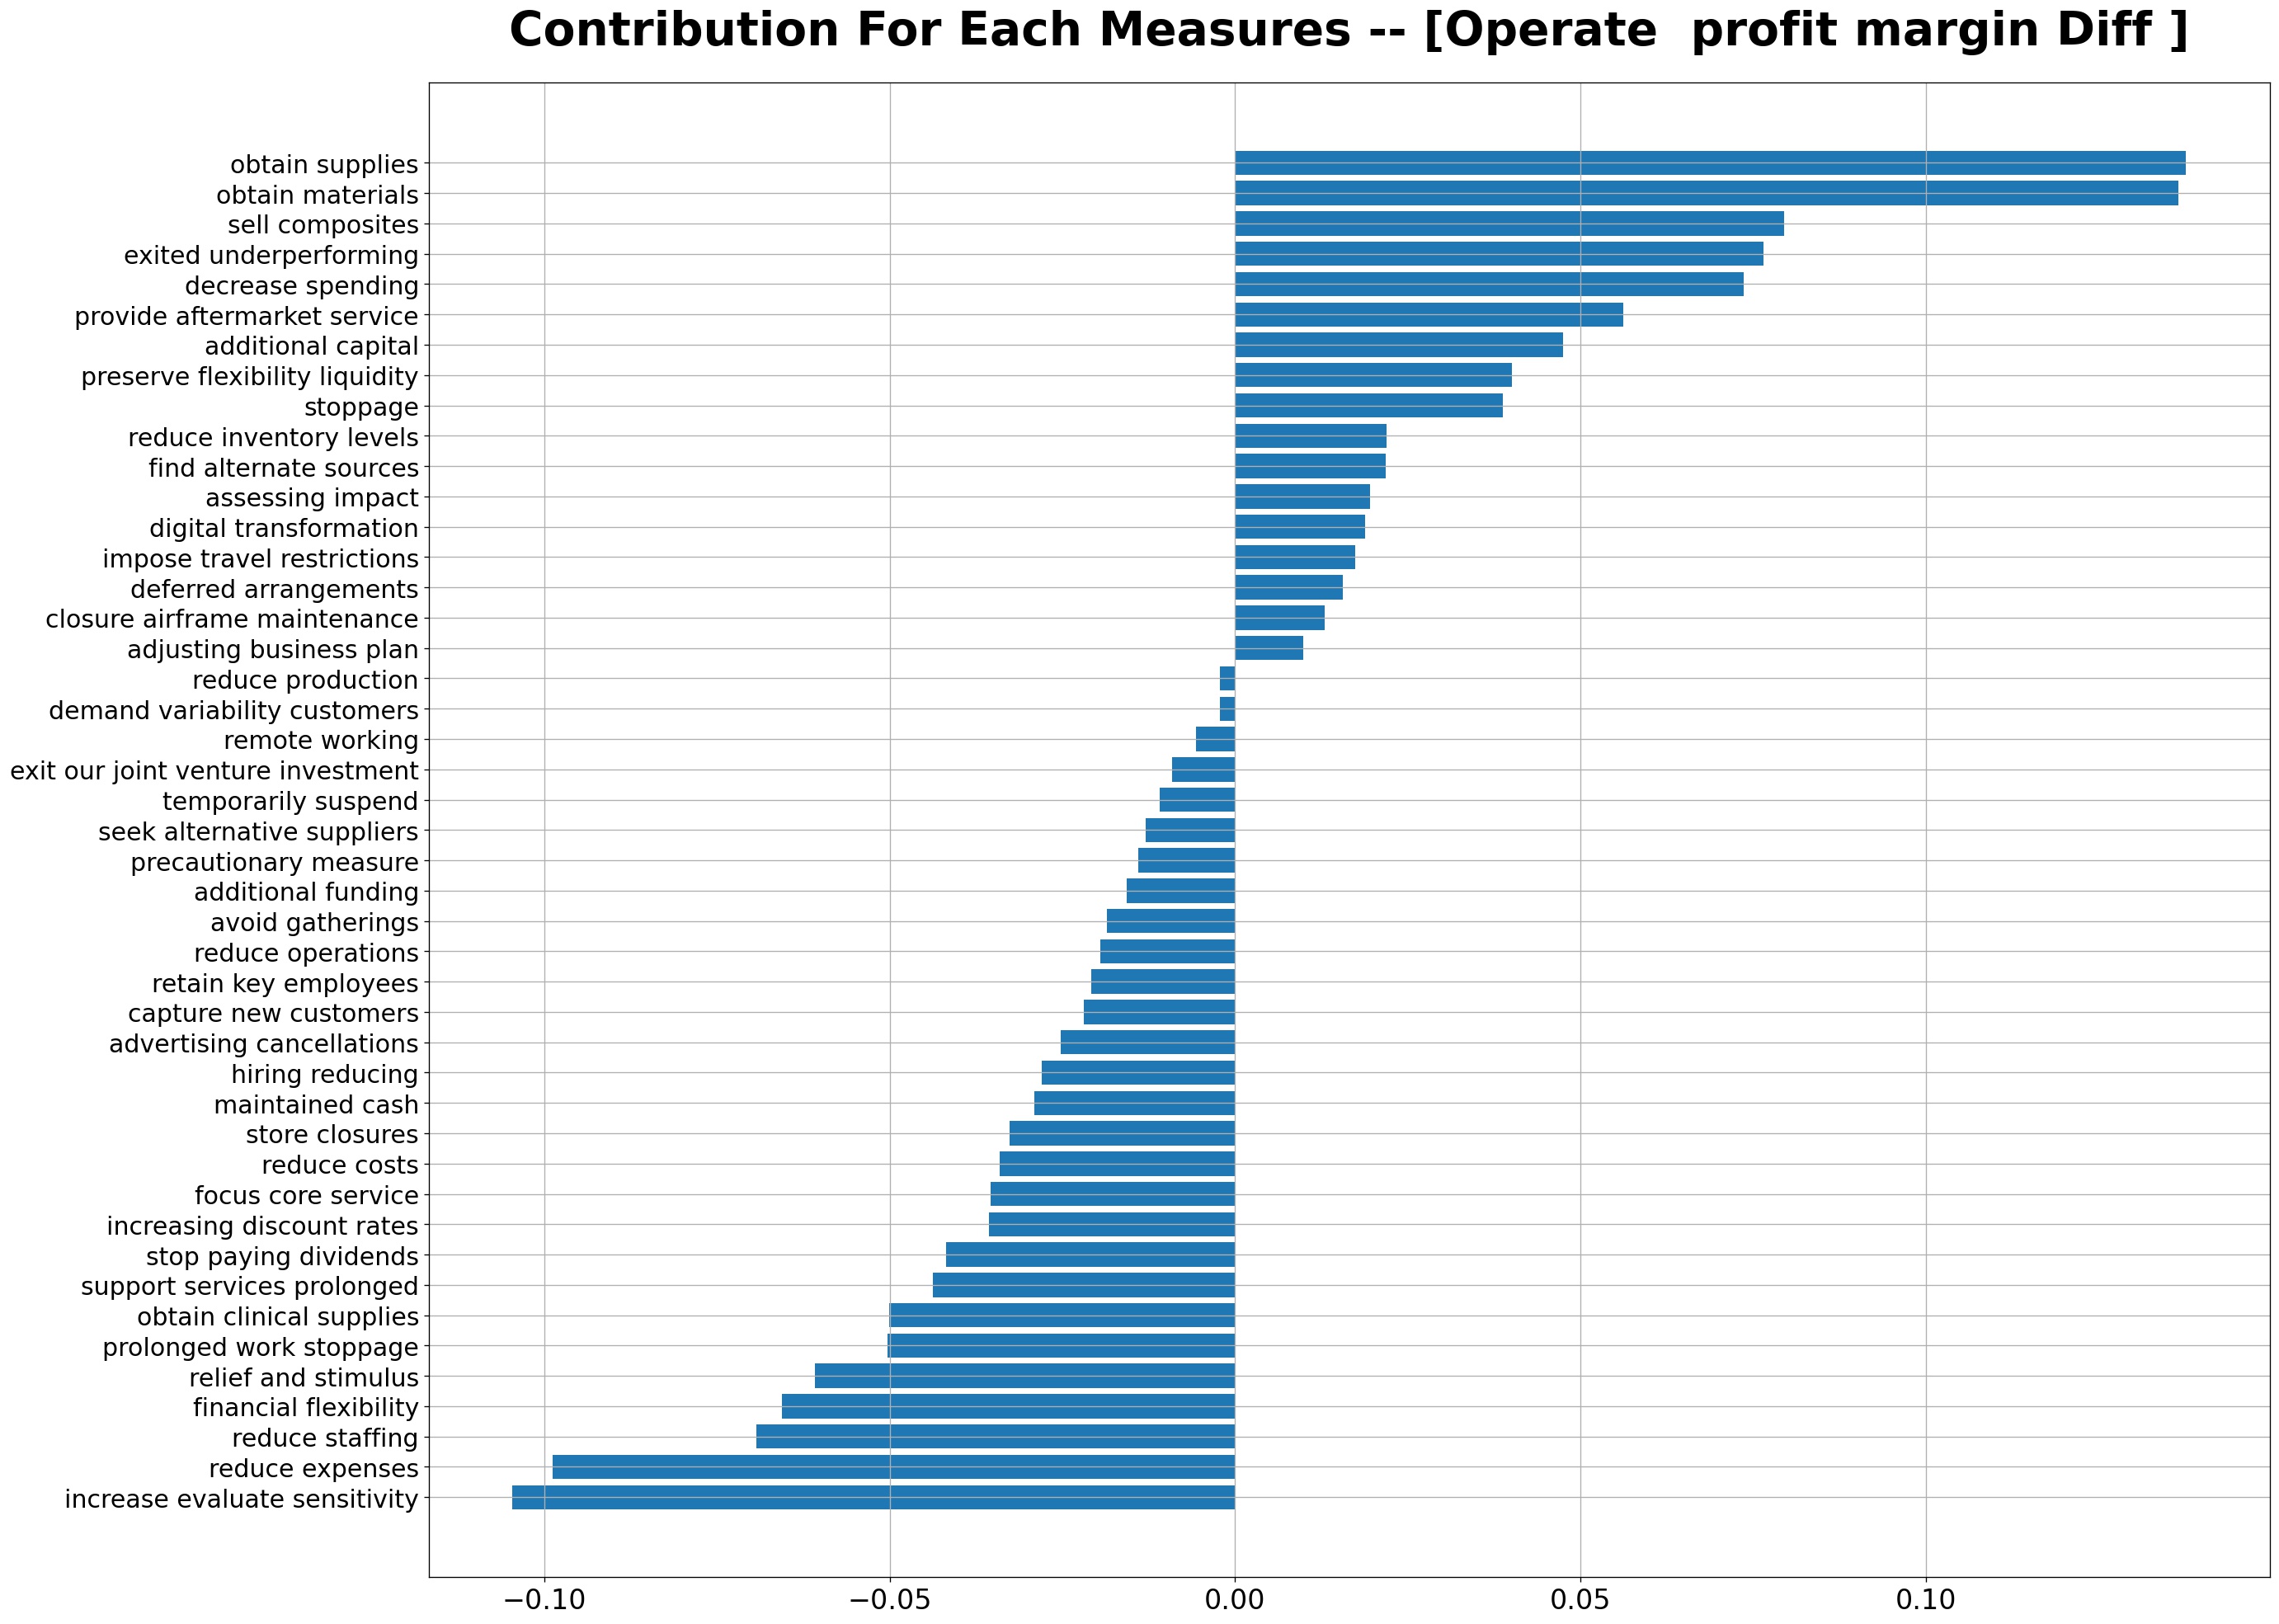 Contribution For Each Measures -- [Operate  profit margin Diff ]
obtain supplies
obtain materials
sell composites
exited underperforming
decrease spending
provide aftermarket service
additional capital
preserve flexibility liquidity
stoppage
reduce inventory levels
find alternate sources
assessing impact
digital transformation
impose travel restrictions
deferred arrangements
closure airframe maintenance
adjusting business plan
reduce production
demand variability customers
remote working
exit our joint venture investment
temporarily suspend
seek alternative suppliers
precautionary measure
additional funding
avoid gatherings
reduce operations
retain key employees
capture new customers
advertising cancellations
hiring reducing
maintained cash
store closures
reduce costs
focus core service
increasing discount rates
stop paying dividends
support services prolonged
obtain clinical supplies
prolonged work stoppage
relief and stimulus
financial flexibility
reduce staffing
reduce expenses
increase evaluate sensitivity
−0.10 −0.05 0.00 0.05 0.10